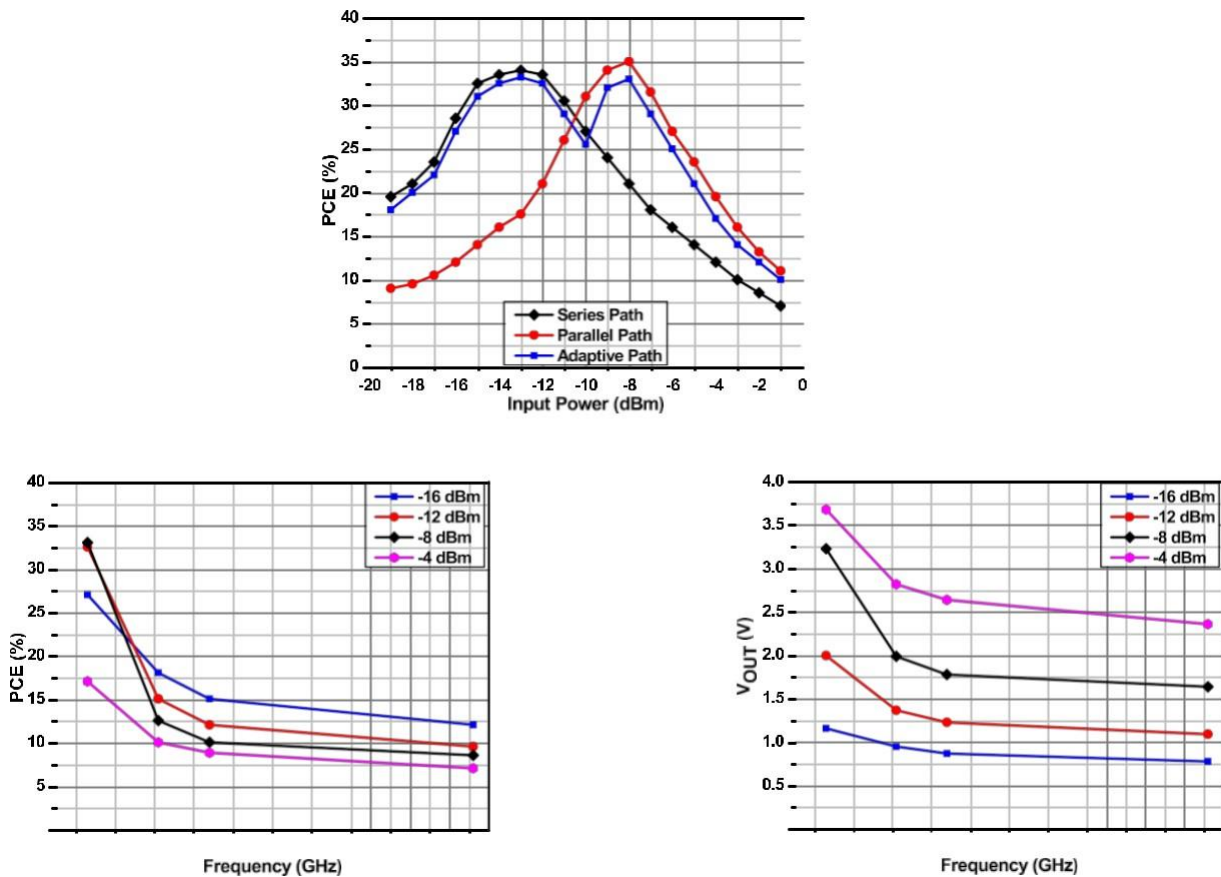 40
35
30
25
20
15
10
5
0
PCE (%)
Series Path
Parallel Path
Adaptive Path
-20 -18 -16 -14 -12 -10 -8 -6 -4 -2 0
Input Power (dBm)
40
35
30
25
20
15
10
5
PCE (%)
-16 dBm
-12 dBm
-8 dBm
-4 dBm
Frequency (GHz)
4.0
3.5
3.0
2.5
2.0
1.5
1.0
0.5
VOUT (V)
-16 dBm
-12 dBm
-8 dBm
-4 dBm
Frequency (GHz)